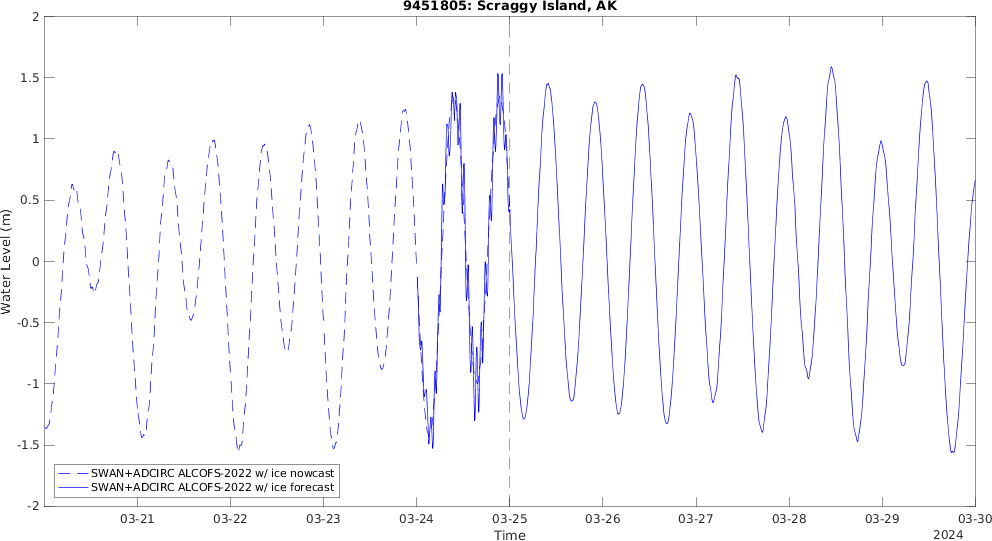 9451805: Scraggy Island, AK
Water Level (m)
2
1.5
1
0.5
0
-0.5
-1
-1.5
-2
SWAN+ADCIRC ALCOFS-2022 w/ ice nowcast
SWAN+ADCIRC ALCOFS-2022 w/ ice forecast
03-21 03-22 03-23 03-24 03-25 03-26 03-27 03-28 03-29 03-30
Time
2024